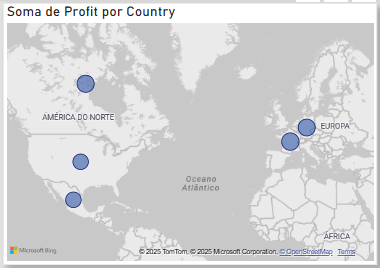 Soma de Profit por Country
AMÉRICA DO NORTE
EUROPA
Oceano
Atlântico
ÁFRICA
Microsoft Bing
© 2025 TomTom, © 2025 Microsoft Corporation, © OpenStreetMap Terms